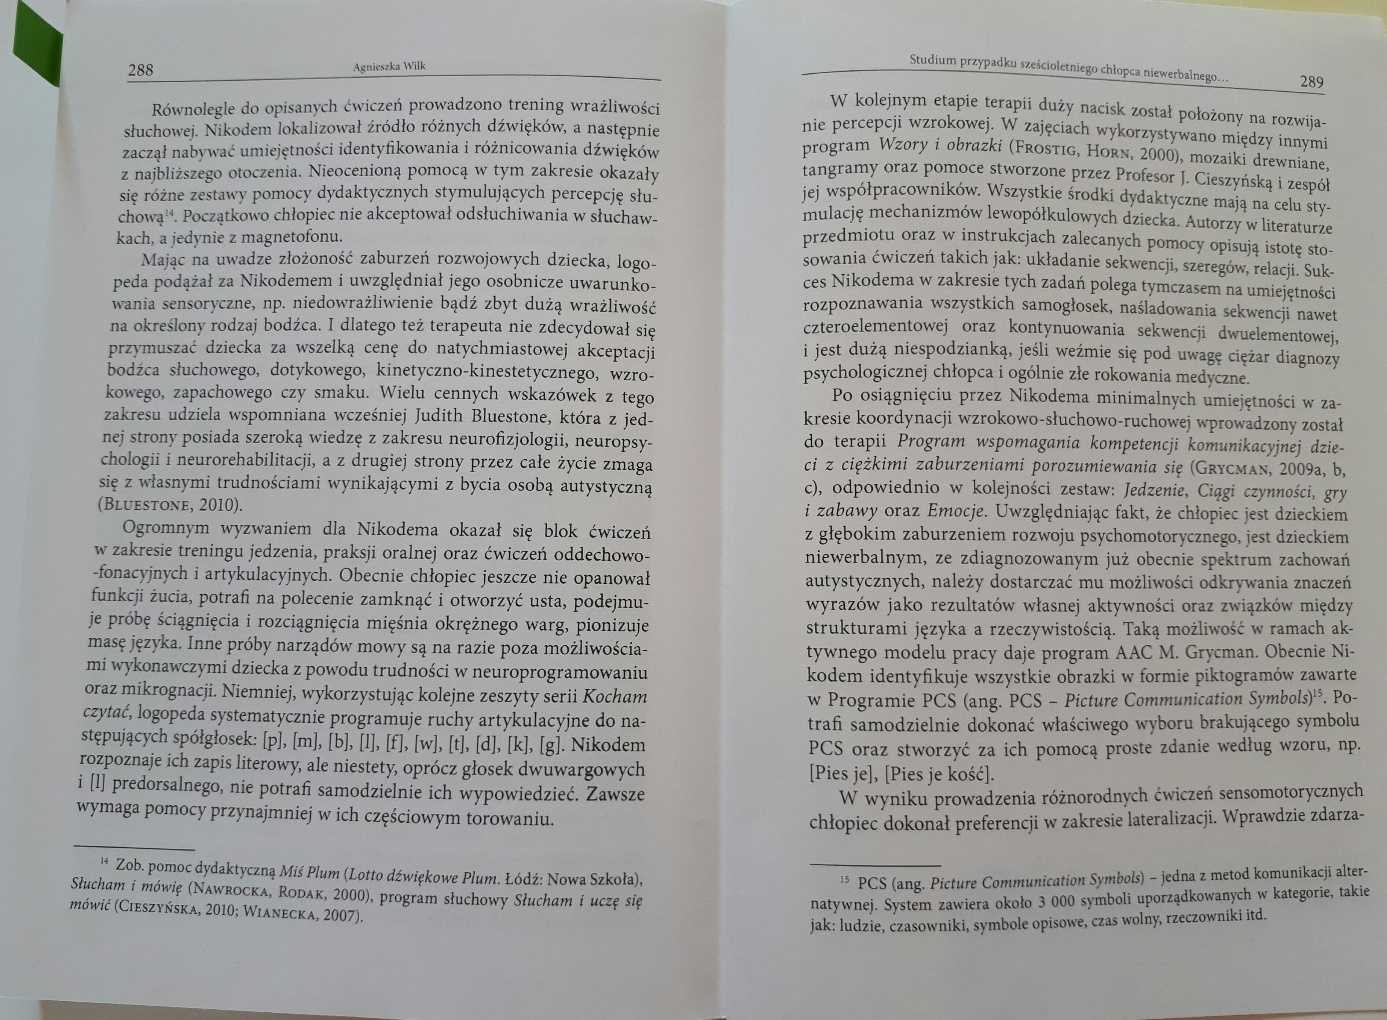 288
Agnieszka Wilk
Równolegle do opisanych ćwiczeń prowadzono trening wrażliwości
słuchowej. Nikodem lokalizował źródło różnych dźwięków, a następnie
zaczął nabywać umiejętności identyfikowania i różnicowania dźwięków
z najbliższego otoczenia. Nieocenioną pomocą w tym zakresie okazały
się różne zestawy pomocy dydaktycznych stymulujących percepcję słu-
chową¹⁴. Początkowo chłopiec nie akceptował odsłuchiwania w słuchaw-
kach, a jedynie z magnetofonu.
Mając na uwadze złożoność zaburzeń rozwojowych dziecka, logo-
peda podążał za Nikodemem i uwzględniał jego osobnicze uwarunko-
wania sensoryczne, np. niedowrażliwienie bądź zbyt dużą wrażliwość
na określony rodzaj bodźca. I dlatego też terapeuta nie zdecydował się
przymuszać dziecka za wszelką cenę do natychmiastowej akceptacji
bodźca słuchowego, dotykowego, kinetyczno-kinestetycznego, wzro-
kowego, zapachowego czy smaku. Wielu cennych wskazówek z tego
zakresu udziela wspomniana wcześniej Judith Bluestone, która z jed-
nej strony posiada szeroką wiedzę z zakresu neurofizjologii, neuropsy-
chologii i neurorehabilitacji, a z drugiej strony przez całe życie zmaga
się z własnymi trudnościami wynikającymi z bycia osobą autystyczną
(BLUESTONE, 2010).
Ogromnym wyzwaniem dla Nikodema okazał się blok ćwiczeń
w zakresie treningu jedzenia, praksji oralnej oraz ćwiczeń oddechowo-
-fonacyjnych i artykulacyjnych. Obecnie chłopiec jeszcze nie opanował
funkcji żucia, potrafi na polecenie zamknąć i otworzyć usta, podejmu-
je próbę ściągnięcia i rozciągnięcia mięśnia okrężnego warg, pionizuje
masę języka. Inne próby narządów mowy są na razie poza możliwościa-
mi wykonawczymi dziecka z powodu trudności w neuroprogramowaniu
oraz mikrognacji. Niemniej, wykorzystując kolejne zeszyty serii Kocham
czytać, logopeda systematycznie programuje ruchy artykulacyjne do na-
stępujących spółgłosek: [p], [m], [b], [l], [f], [w], [t], [d], [k], [g]. Nikodem
rozpoznaje ich zapis literowy, ale niestety, oprócz głosek dwuwargowych
i [l] predorsalnego, nie potrafi samodzielnie ich wypowiedzieć. Zawsze
wymaga pomocy przynajmniej w ich częściowym torowaniu.
¹⁴ Zob. pomoc dydaktyczną Miś Plum (Lotto dźwiękowe Plum. Łódź: Nowa Szkoła),
Słucham i mówię (NAWROCKA, RODAK, 2000), program słuchowy Słucham i uczę się
mówić (CIESZYŃSKA, 2010; WIANECKA, 2007).
Studium przypadku sześcioletniego chłopca niewerbalnego…
289
W kolejnym etapie terapii duży nacisk został położony na rozwija-
nie percepcji wzrokowej. W zajęciach wykorzystywano między innymi
program Wzory i obrazki (FROSTIG, HORN, 2000), mozaiki drewniane,
tangramy oraz pomoce stworzone przez Profesor J. Cieszyńską i zespół
jej współpracowników. Wszystkie środki dydaktyczne mają na celu sty-
mulację mechanizmów lewopółkulowych dziecka. Autorzy w literaturze
przedmiotu oraz w instrukcjach zalecanych pomocy opisują istotę sto-
sowania ćwiczeń takich jak: układanie sekwencji, szeregów, relacji. Suk-
ces Nikodema w zakresie tych zadań polega tymczasem na umiejętności
rozpoznawania wszystkich samogłosek, naśladowania sekwencji nawet
czteroelementowej oraz kontynuowania sekwencji dwuelementowej,
i jest dużą niespodzianką, jeśli weźmie się pod uwagę ciężar diagnozy
psychologicznej chłopca i ogólnie złe rokowania medyczne.
Po osiągnięciu przez Nikodema minimalnych umiejętności w za-
kresie koordynacji wzrokowo-słuchowo-ruchowej wprowadzony został
do terapii Program wspomagania kompetencji komunikacyjnej dzie-
ci z ciężkimi zaburzeniami porozumiewania się (GRYCMAN, 2009a, b,
c), odpowiednio w kolejności zestaw: Jedzenie, Ciągi czynności, gry
i zabawy oraz Emocje. Uwzględniając fakt, że chłopiec jest dzieckiem
z głębokim zaburzeniem rozwoju psychomotorycznego, jest dzieckiem
niewerbalnym, ze zdiagnozowanym już obecnie spektrum zachowań
autystycznych, należy dostarczać mu możliwości odkrywania znaczeń
wyrazów jako rezultatów własnej aktywności oraz związków między
strukturami języka a rzeczywistością. Taką możliwość w ramach ak-
tywnego modelu pracy daje program AAC M. Grycman. Obecnie Ni-
kodem identyfikuje wszystkie obrazki w formie piktogramów zawarte
w Programie PCS (ang. PCS – Picture Communication Symbols)¹⁵. Po-
trafi samodzielnie dokonać właściwego wyboru brakującego symbolu
PCS oraz stworzyć za ich pomocą proste zdanie według wzoru, np.
[Pies je], [Pies je kość].
W wyniku prowadzenia różnorodnych ćwiczeń sensomotorycznych
chłopiec dokonał preferencji w zakresie lateralizacji. Wprawdzie zdarza-
¹⁵ PCS (ang. Picture Communication Symbols) – jedna z metod komunikacji alter-
natywnej. System zawiera około 3 000 symboli uporządkowanych w kategorie, takie
jak: ludzie, czasowniki, symbole opisowe, czas wolny, rzeczowniki itd.